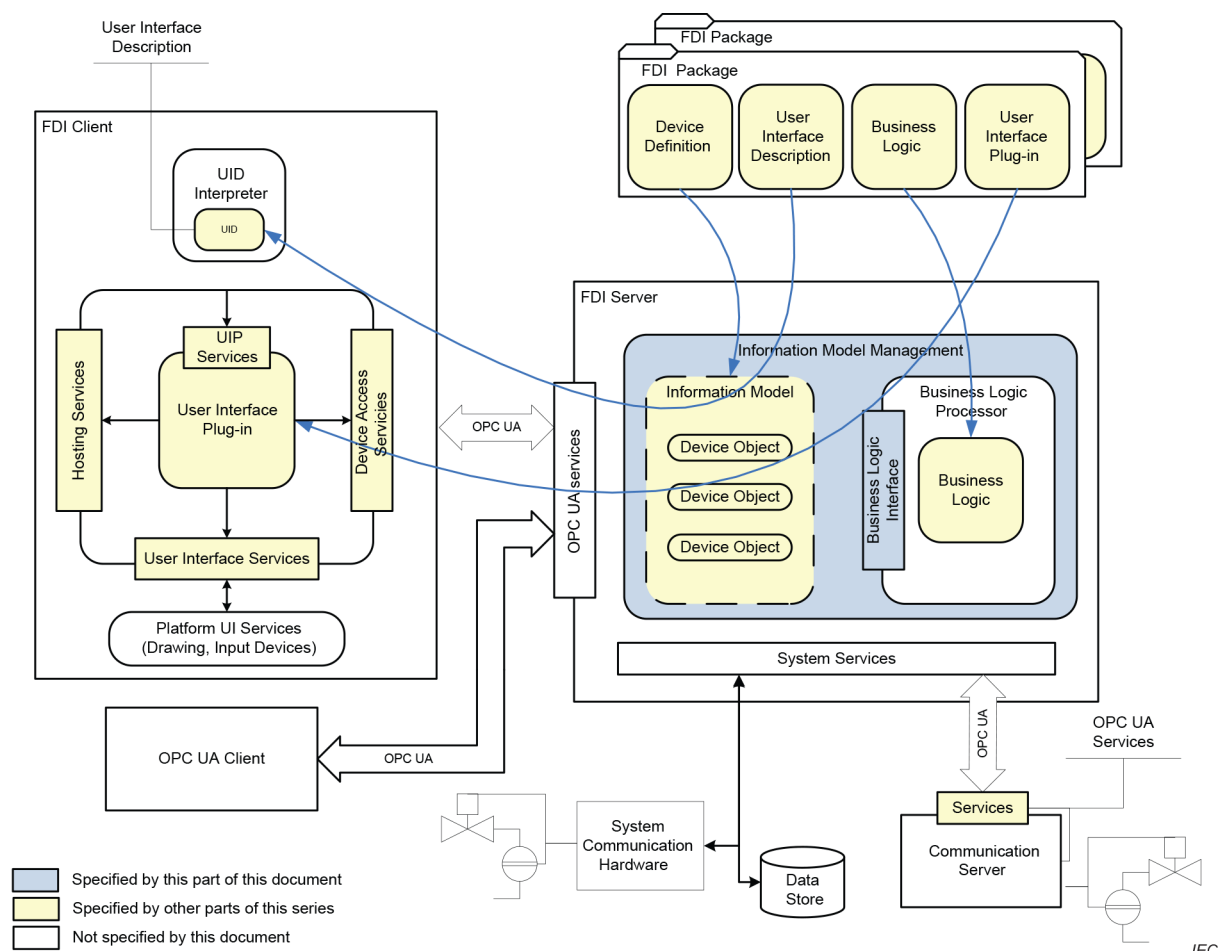 User Interface
Description
FDI Package
FDI Package
Device
Definition
User
Interface
Description
Business
Logic
User
Interface
Plug-in
FDI Client
UID
Interpreter
UID
UIP
Services
Hosting Services
User Interface
Plug-in
Device Access
Servicies
User Interface Services
Platform UI Services
(Drawing, Input Devices)
OPC UA
FDI Server
OPC UA services
Information Model Management
Information Model
Device Object
Device Object
Device Object
Business Logic
Processor
Business Logic
Interface
Business
Logic
System Services
OPC UA Client
OPC UA
OPC UA
OPC UA
Services
System
Communication
Hardware
Data
Store
Services
Communication
Server
Specified by this part of this document
Specified by other parts of this series
Not specified by this document
IEC